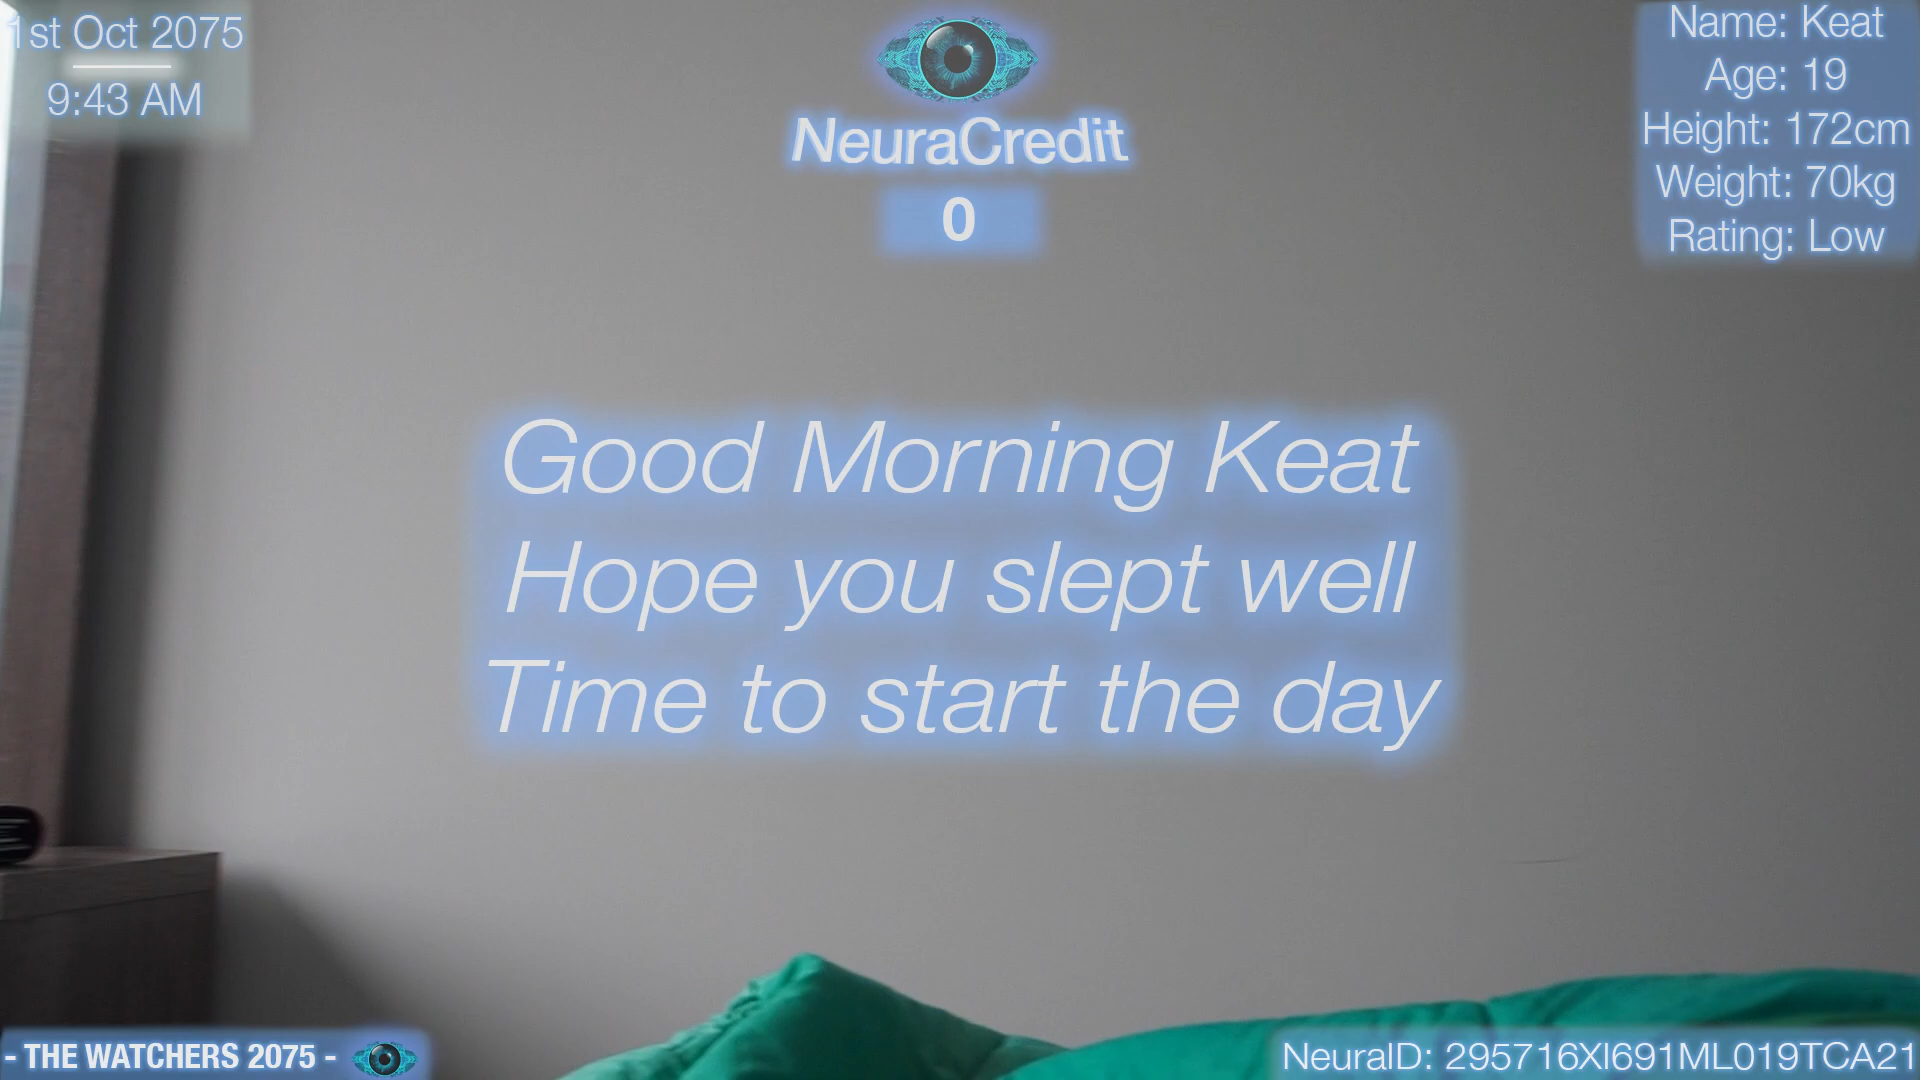 1st Oct 2075
9:43 AM
NeuraCredit
0
Name: Keat
Age: 19
Height: 172cm
Weight: 70kg
Rating: Low
Good Morning Keat
Hope you slept well
Time to start the day
- THE WATCHERS 2075 -
NeuraID: 295716XI691ML019TCA21